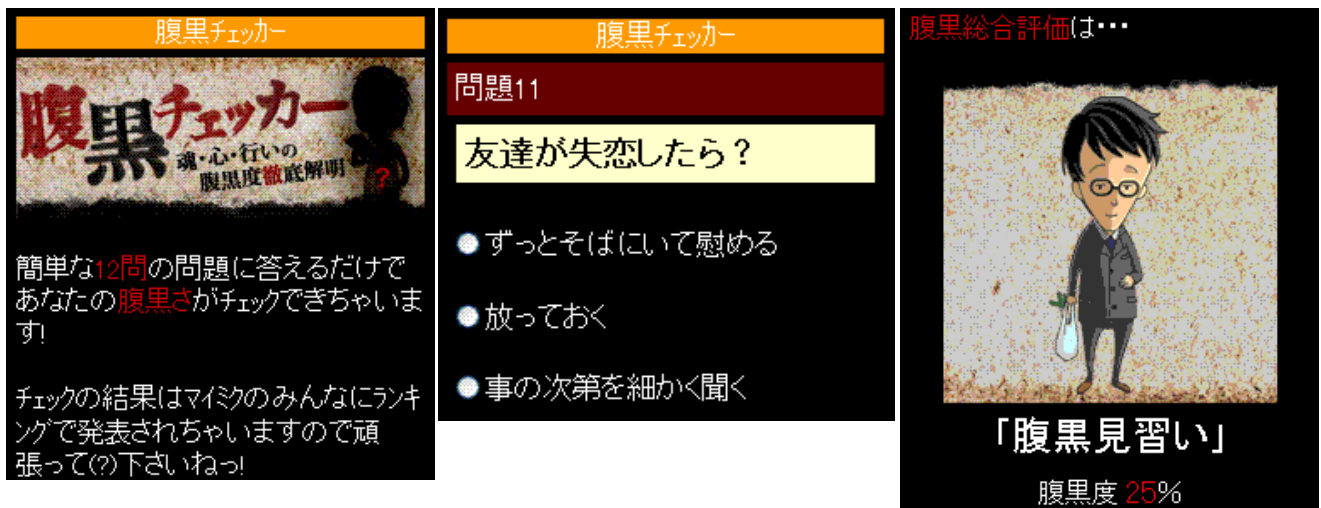 腹黒チェッカー
腹黒チェッカー
魂・心・行いの
腹黒度徹底解明
?
簡単な12問の問題に答えるだけで
あなたの腹黒さがチェックできちゃいま
す!
チェックの結果はマイミクのみんなにランキ
ングで発表されちゃいますので頑
張って(?)下さいねっ!
腹黒チェッカー
問題11
友達が失恋したら？
ずっとそばにいて慰める
放っておく
事の次第を細かく聞く
腹黒総合評価は・・・
「腹黒見習い」
腹黒度 25%